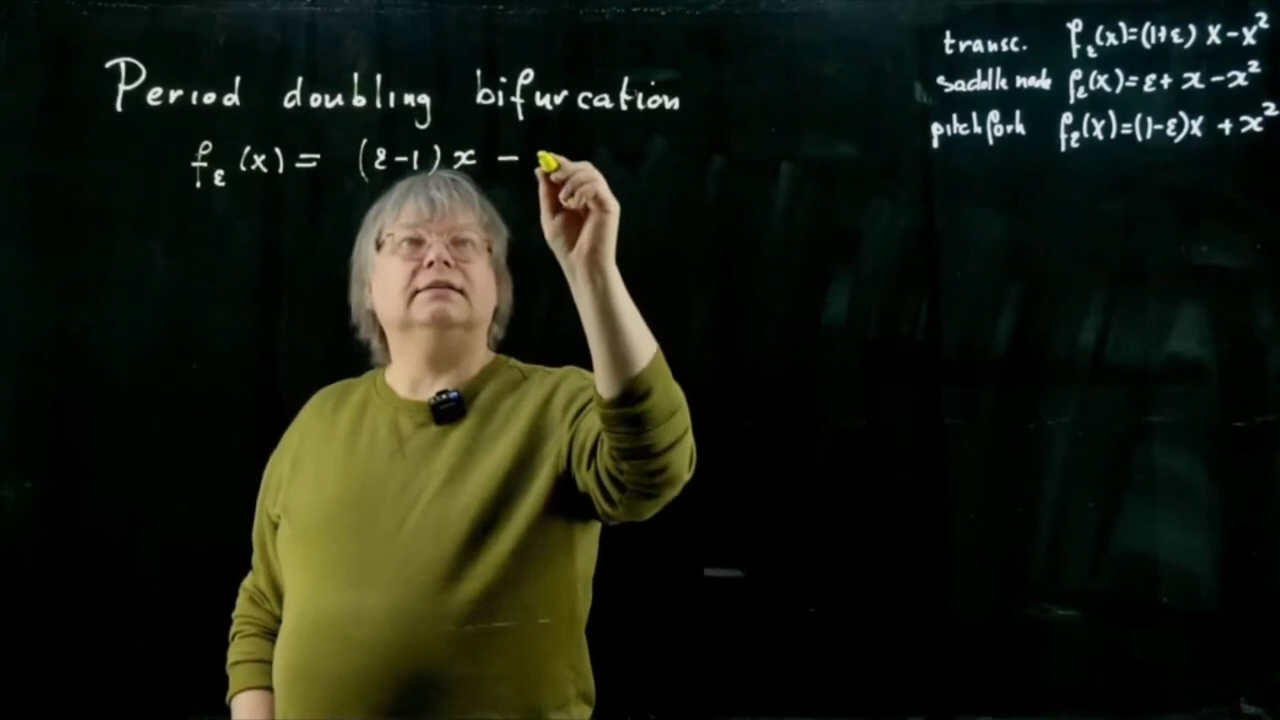 Period doubling bifurcation
f_ε(x) = (ε-1)x -
transc. f_ε(x)=(1+ε)x-x²
saddle node f_ε(x)=ε+x-x²
pitchfork f_ε(x)=(1-ε)x+x²